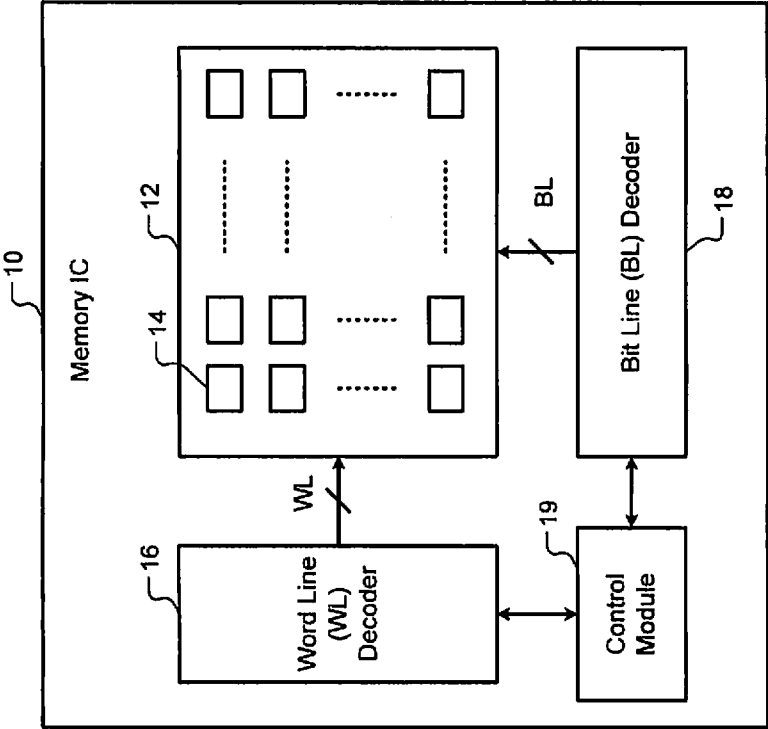 10
Memory IC
12
14
16
Word Line
(WL)
Decoder
WL
BL
19
Control
Module
Bit Line (BL) Decoder
18